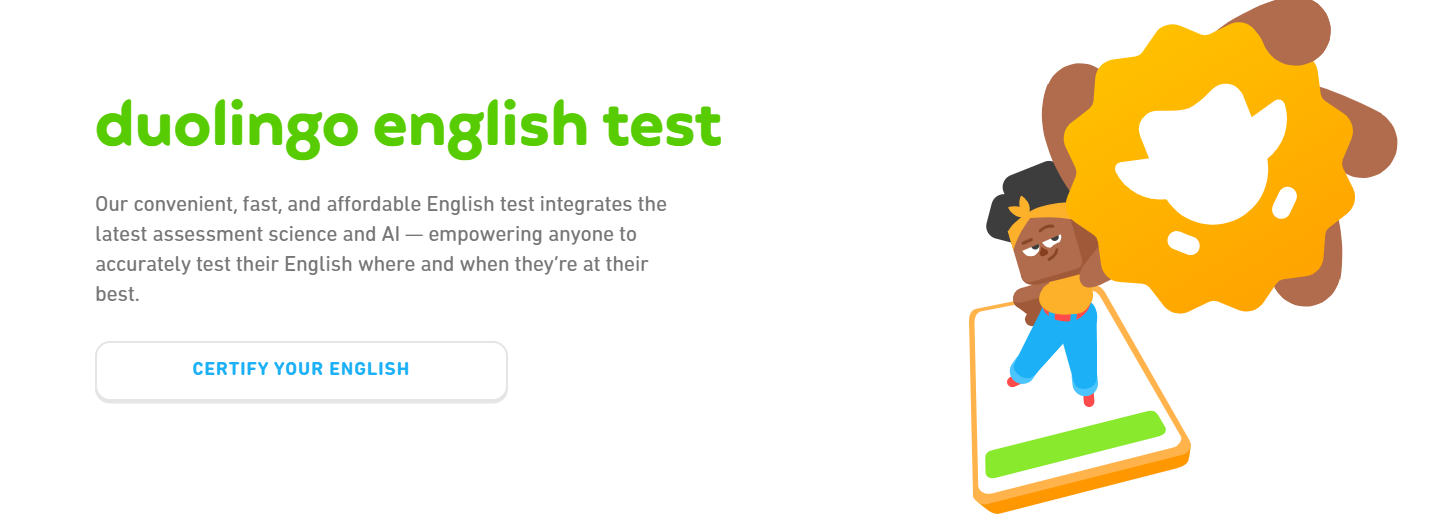 duolingo english test
Our convenient, fast, and affordable English test integrates the
latest assessment science and AI — empowering anyone to
accurately test their English where and when they’re at their
best.
CERTIFY YOUR ENGLISH